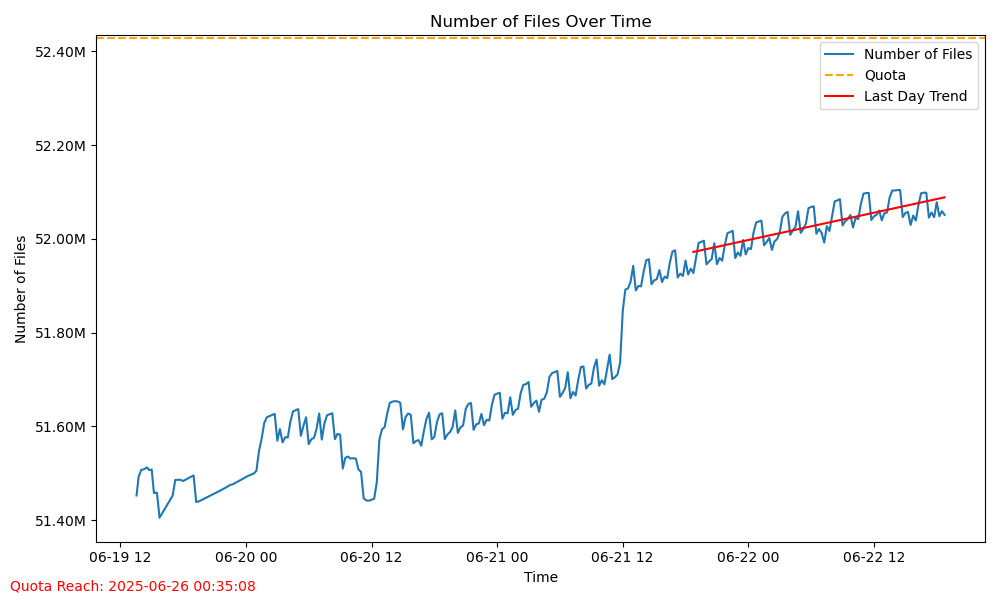 Number of Files Over Time
52.40M
52.20M
52.00M
51.80M
51.60M
51.40M
Number of Files
Number of Files
Quota
Last Day Trend
06-19 12
06-20 00
06-20 12
06-21 00
06-21 12
06-22 00
06-22 12
Time
Quota Reach: 2025-06-26 00:35:08